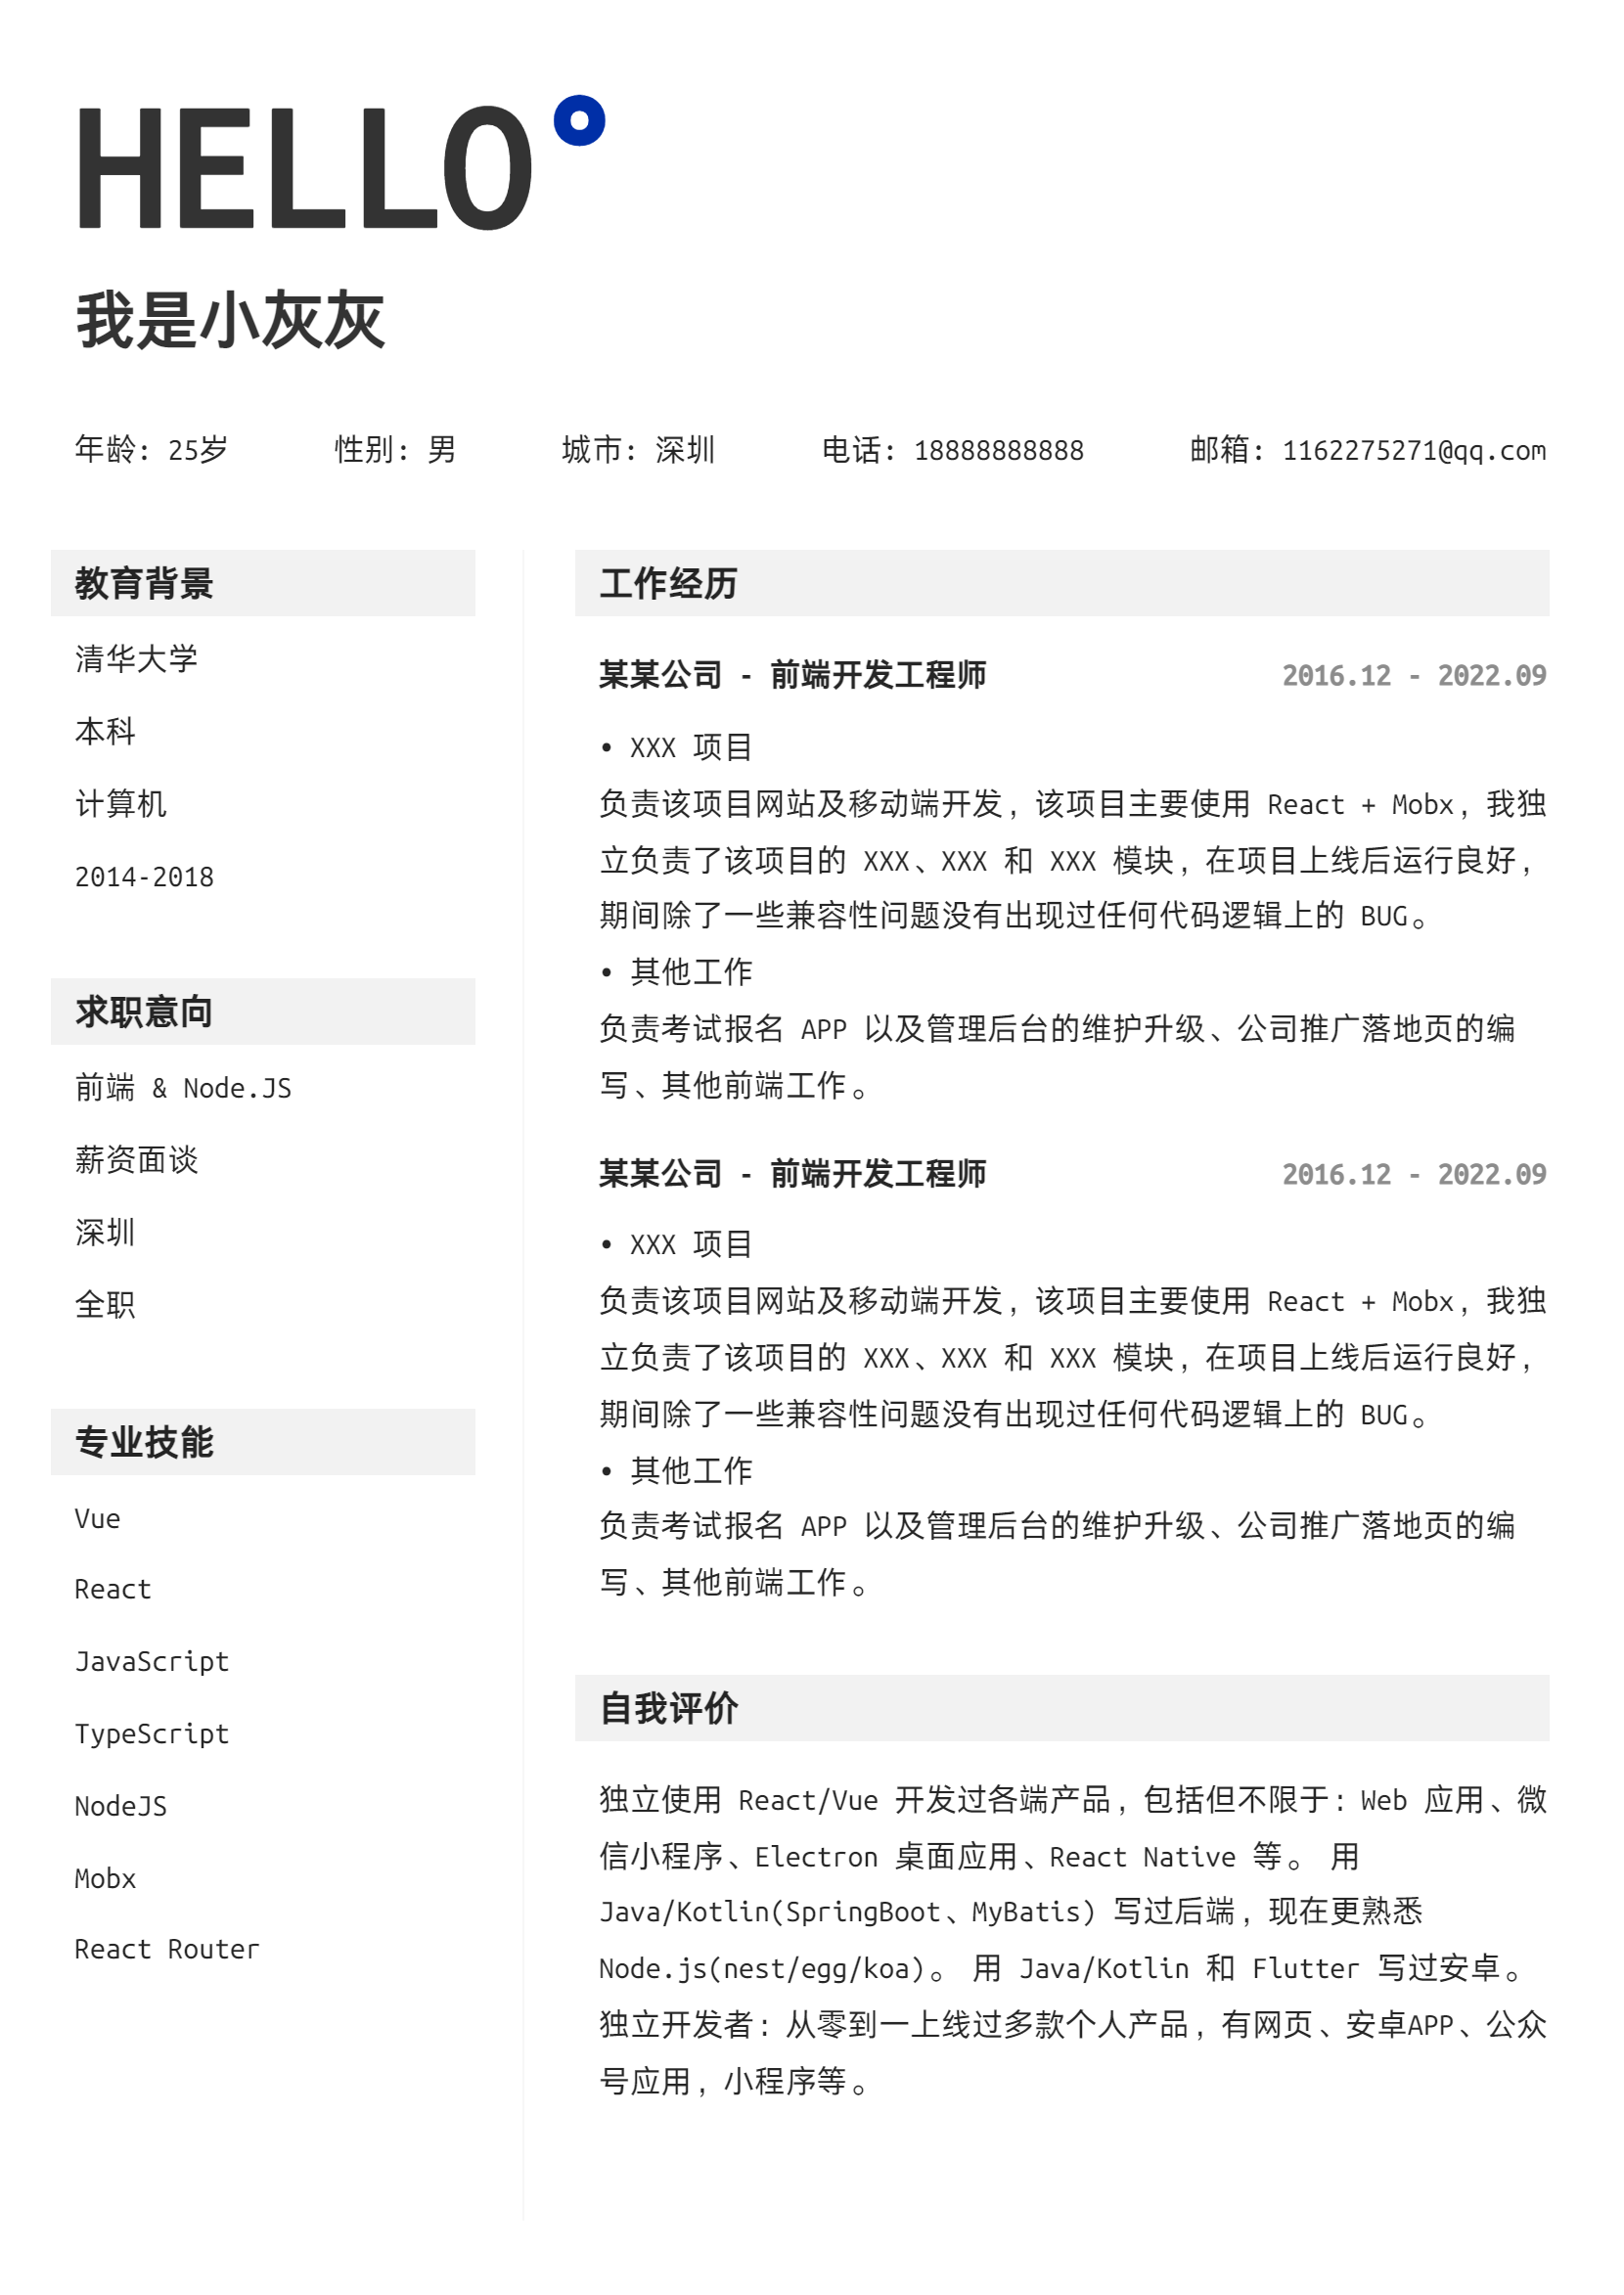 HELLO°
我是小灰灰
年龄: 25岁 性别: 男 城市: 深圳 电话: 18888888888 邮箱: 1162275271@qq.com
教育背景
清华大学
本科
计算机
2014-2018
求职意向
前端 & Node.JS
薪资面谈
深圳
全职
专业技能
Vue
React
JavaScript
TypeScript
NodeJS
Mobx
React Router
工作经历
某某公司 - 前端开发工程师 2016.12 - 2022.09
• XXX 项目
负责该项目网站及移动端开发，该项目主要使用 React + Mobx，我独
立负责了该项目的 XXX、XXX 和 XXX 模块，在项目上线后运行良好，
期间除了一些兼容性问题没有出现过任何代码逻辑上的 BUG。
• 其他工作
负责考试报名 APP 以及管理后台的维护升级、公司推广落地页的编
写、其他前端工作。
某某公司 - 前端开发工程师 2016.12 - 2022.09
• XXX 项目
负责该项目网站及移动端开发，该项目主要使用 React + Mobx，我独
立负责了该项目的 XXX、XXX 和 XXX 模块，在项目上线后运行良好，
期间除了一些兼容性问题没有出现过任何代码逻辑上的 BUG。
• 其他工作
负责考试报名 APP 以及管理后台的维护升级、公司推广落地页的编
写、其他前端工作。
自我评价
独立使用 React/Vue 开发过各端产品，包括但不限于: Web 应用、微
信小程序、Electron 桌面应用、React Native 等。 用
Java/Kotlin(SpringBoot、MyBatis) 写过后端，现在更熟悉
Node.js(nest/egg/koa)。 用 Java/Kotlin 和 Flutter 写过安卓。
独立开发者: 从零到一上线过多款个人产品，有网页、安卓APP、公众
号应用，小程序等。